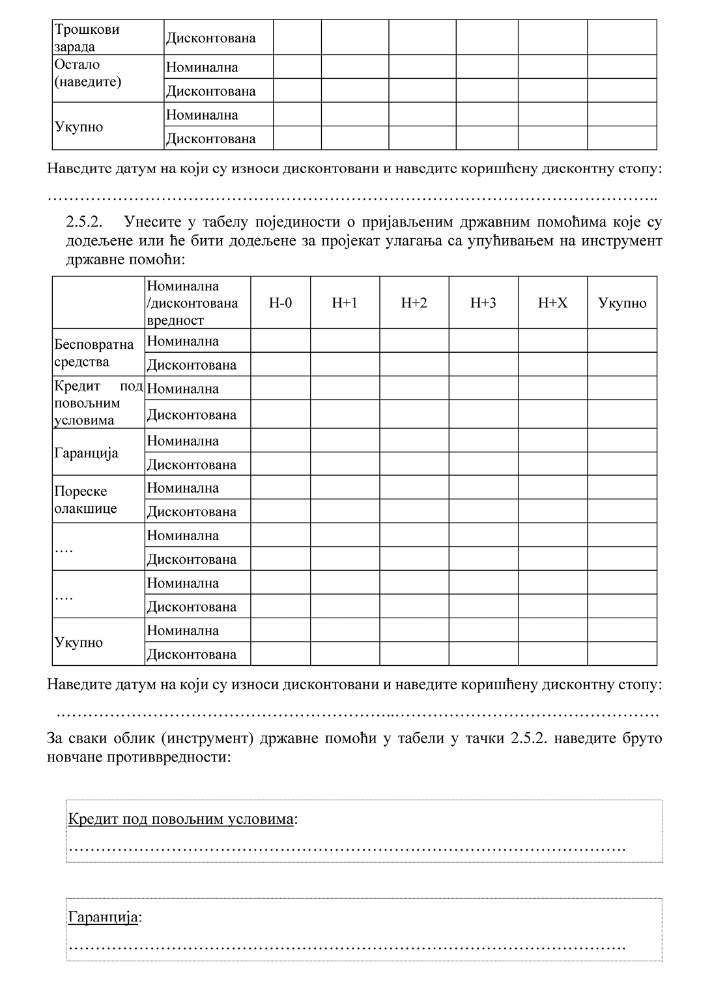 Трошкови
зарада
Дисконтована
Остало
(наведите)
Номинална
Дисконтована
Укупно
Номинална
Дисконтована
Наведите датум на који су износи дисконтовани и наведите коришћену дисконтну стопу:
…………………………………………………………………………………………………..
2.5.2. Унесите у табелу појединости о пријављеним државним помоћима које су
додељене или ће бити додељене за пројекат улагања са упућивањем на инструмент
државне помоћи:
Номинална
/дисконтована
вредност
Н-0 Н+1 Н+2 Н+3 Н+Х Укупно
Бесповратна
средства
Номинална
Дисконтована
Кредит под
повољним
условима
Номинална
Дисконтована
Гаранција
Номинална
Дисконтована
Пореске
олакшице
Номинална
Дисконтована
….
Номинална
Дисконтована
….
Номинална
Дисконтована
Укупно
Номинална
Дисконтована
Наведите датум на који су износи дисконтовани и наведите коришћену дисконтну стопу:
.……………………………………………………..………………………………………….
За сваки облик (инструмент) државне помоћи у табели у тачки 2.5.2. наведите бруто
новчане противвредности:
Кредит под повољним условима:
………………………………………………………………………………………….
Гаранција:
………………………………………………………………………………………….